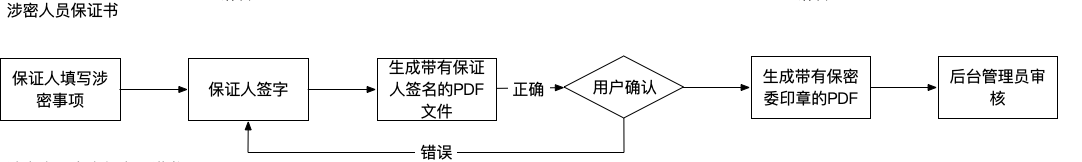 涉密人员保证书
保证人填写涉
密事项
保证人签字
生成带有保证
人签名的PDF
文件
正确
用户确认
生成带有保密
委印章的PDF
后台管理员审
核
错误